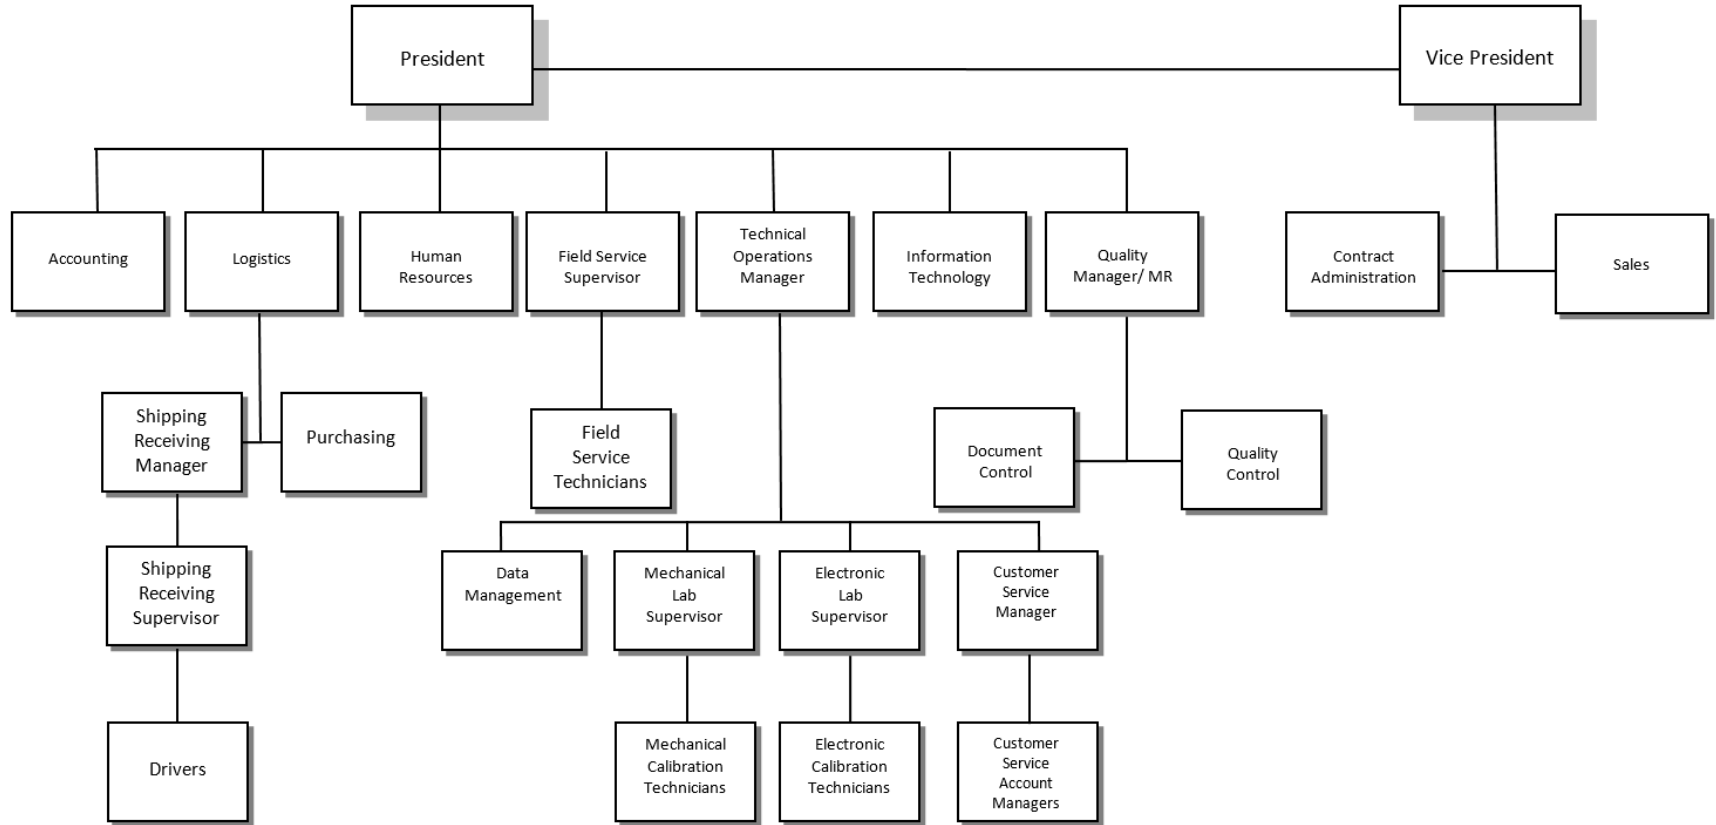 President
Vice President
Accounting
Logistics
Human
Resources
Field Service
Supervisor
Technical
Operations
Manager
Information
Technology
Quality
Manager/ MR
Contract
Administration
Sales
Shipping
Receiving
Manager
Purchasing
Field
Service
Technicians
Document
Control
Quality
Control
Shipping
Receiving
Supervisor
Data
Management
Mechanical
Lab
Supervisor
Electronic
Lab
Supervisor
Customer
Service
Manager
Drivers
Mechanical
Calibration
Technicians
Electronic
Calibration
Technicians
Customer
Service
Account
Managers